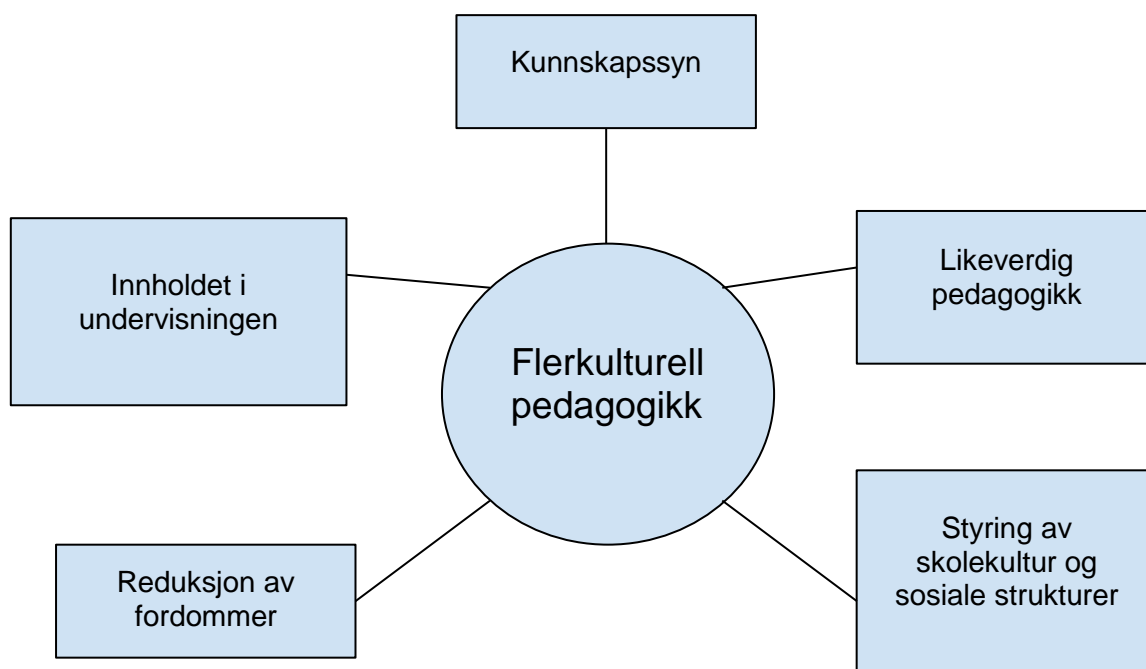 Kunnskapssyn
Innholdet i
undervisningen
Likeverdig
pedagogikk
Flerkulturell
pedagogikk
Reduksjon av
fordommer
Styring av
skolekultur og
sosiale strukturer